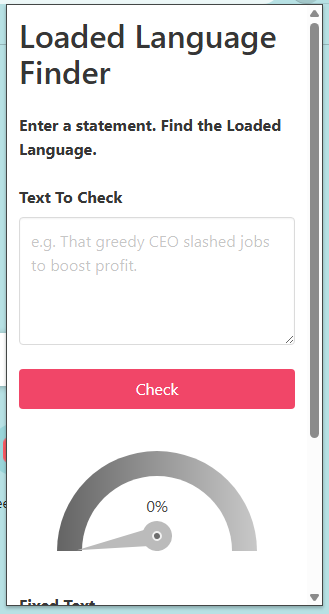 Loaded Language
Finder
Enter a statement. Find the Loaded
Language.
Text To Check
e.g. That greedy CEO slashed jobs
to boost profit.
Check
0%
Fixed Text